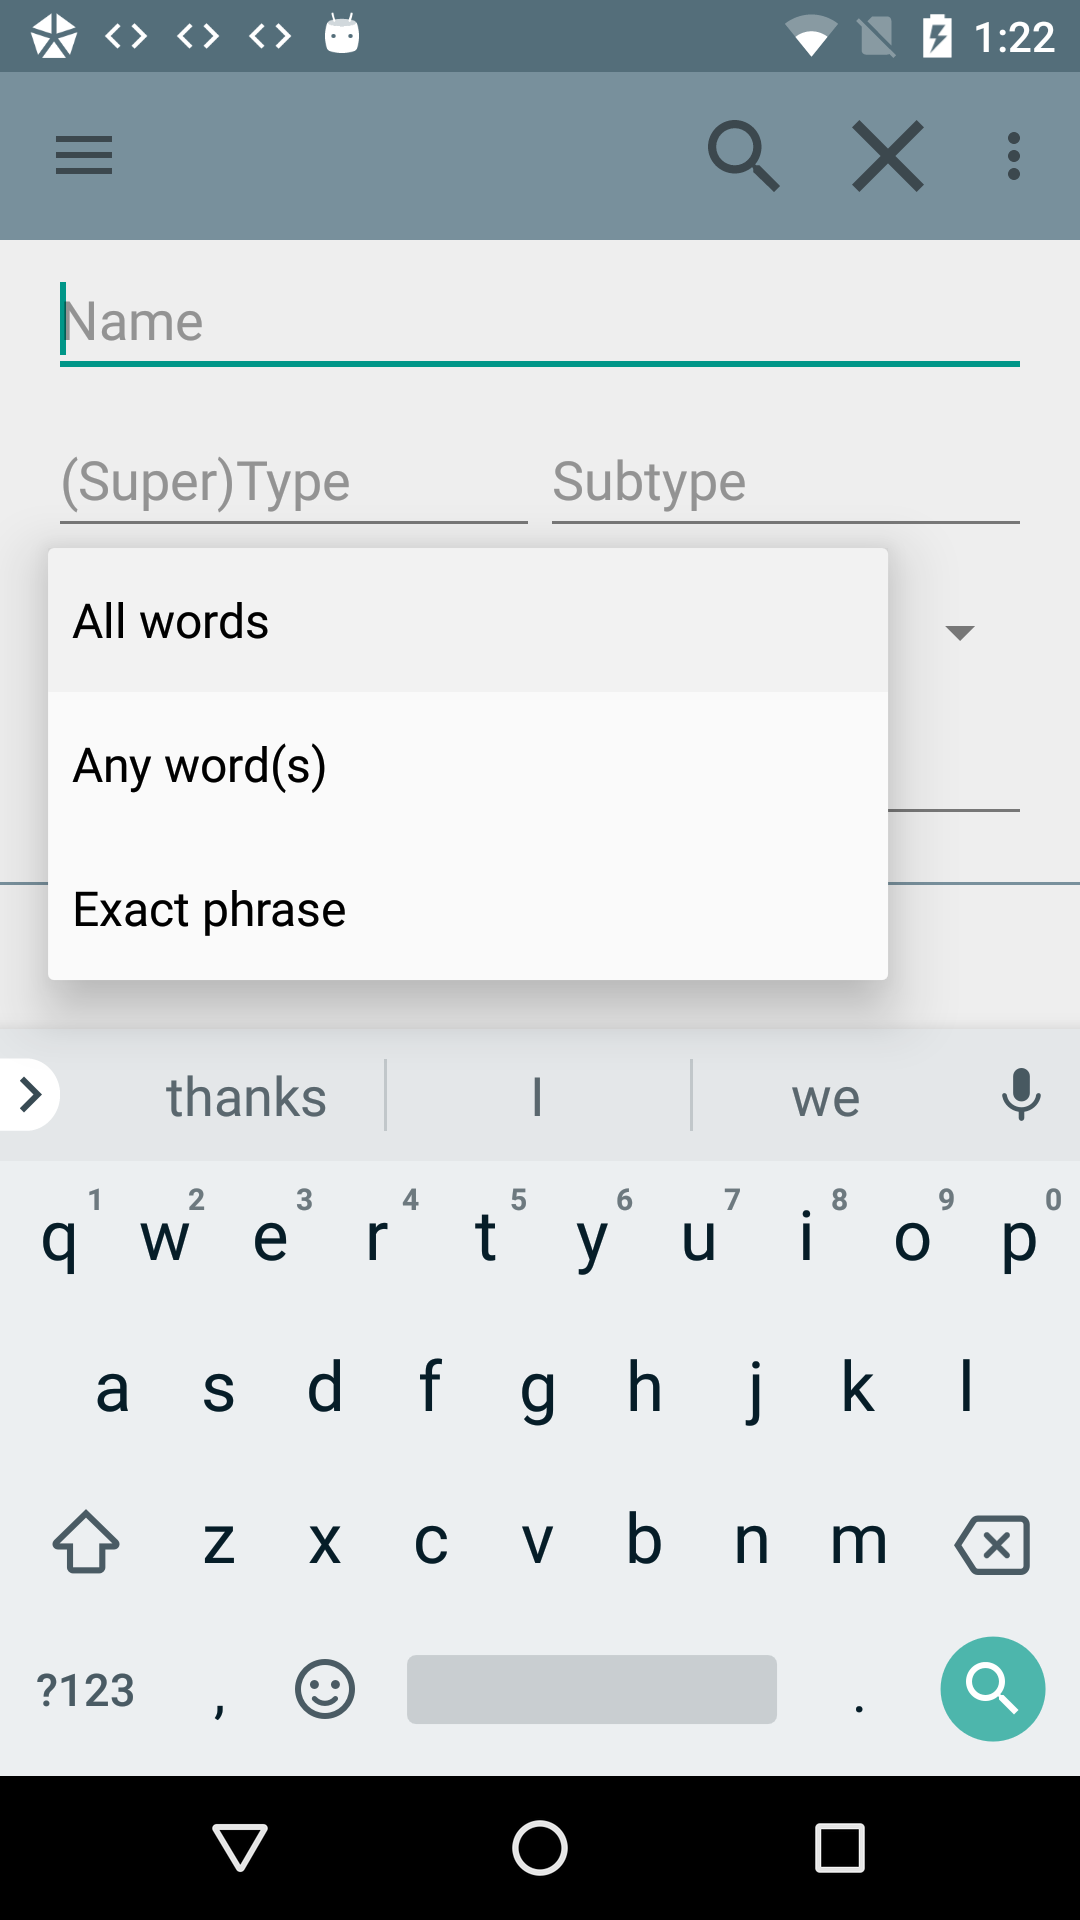 1:22
Name
(Super)Type Subtype
All words
Any word(s)
Exact phrase
thanks I we
1 2 3 4 5 6 7 8 9 0
q w e r t y u i o p
a s d f g h j k l
z x c v b n m
?123 , .